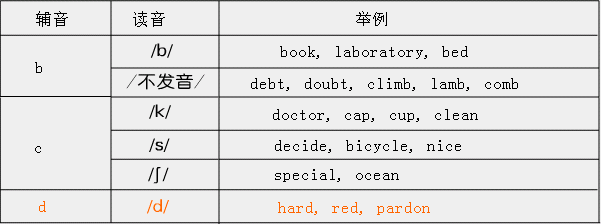 辅音 读音 举例
b /b/ book, laboratory, bed
/不发音/ debt, doubt, climb, lamb, comb
c /k/ doctor, cap, cup, clean
/s/ decide, bicycle, nice
/ʃ/ special, ocean
d /d/ hard, red, pardon